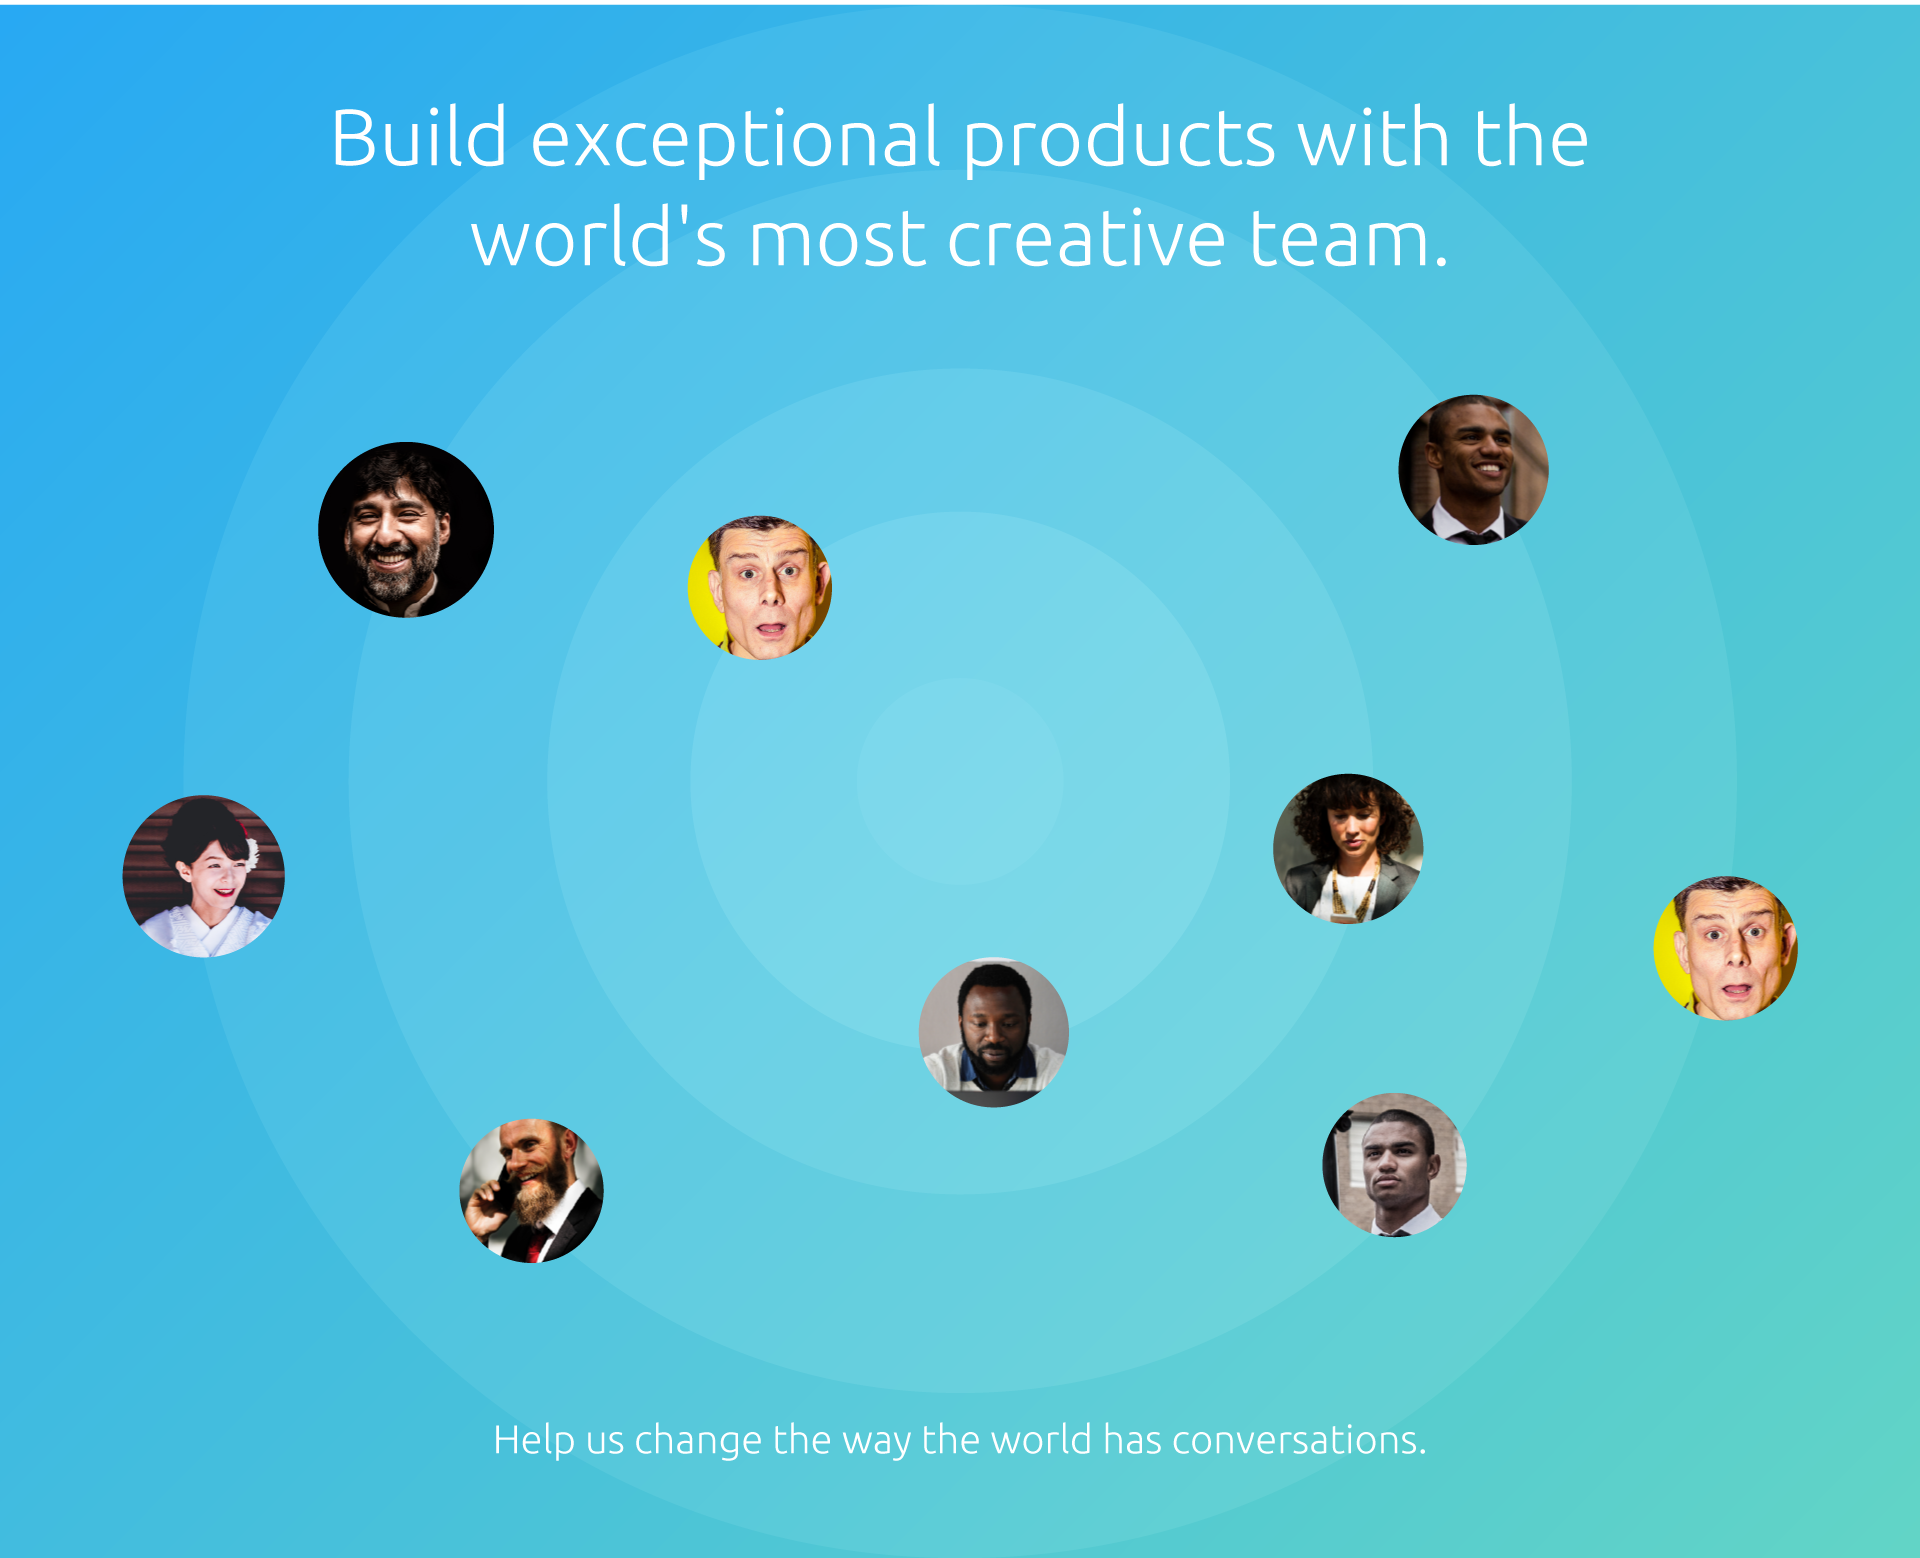 Build exceptional products with the
world's most creative team.
Help us change the way the world has conversations.